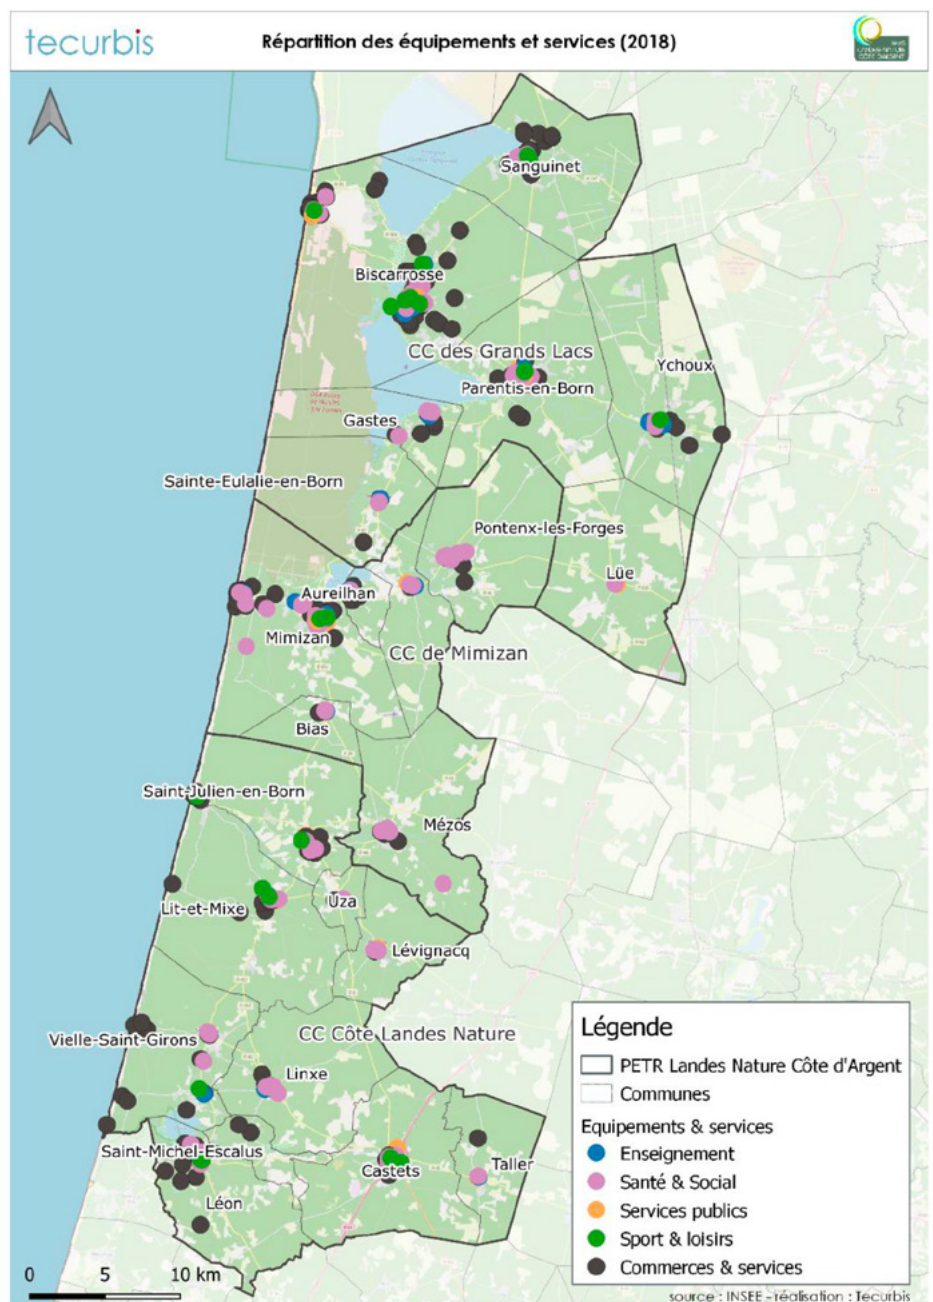 tecurbis
Répartition des équipements et services (2018)
Sanguinet
Biscarrosse
CC des Grands Lacs
Ychoux
Parentis-en-Born
Gastes
Sainte-Eulalie-en-Born
Pontenx-les-Forges
Lüe
Aureilhan
Mimizan
CC de Mimizan
Bias
Saint-Julien-en-Born
Mézos
Lit-et-Mixe
Uza
Lévignacq
CC Côte Landes Nature
Vielle-Saint-Girons
Linxe
Saint-Michel-Escalus
Castets
Taller
Léon
Légende
PETR Landes Nature Côte d'Argent
Communes
Equipements & services
Enseignement
Santé & Social
Services publics
Sport & loisirs
Commerces & services
0 5 10 km
source : INSEE - réalisation : Tecurbis